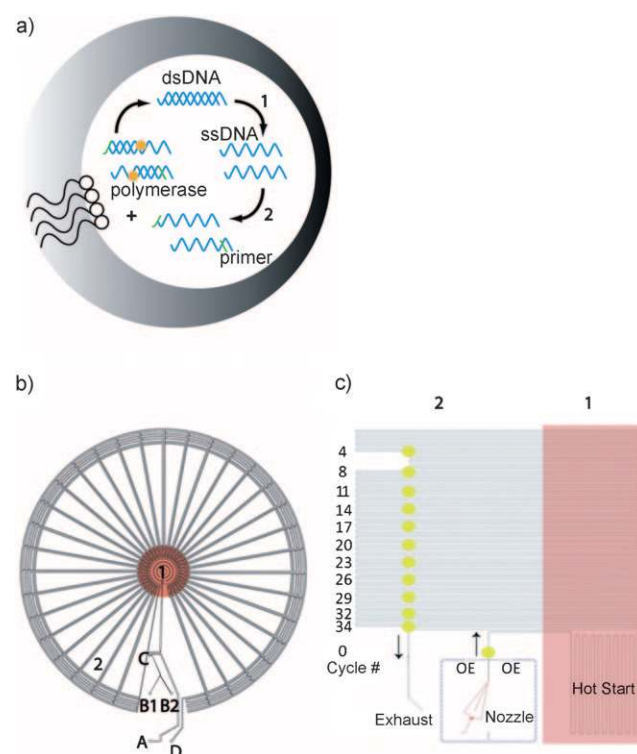 a)
dsDNA
1
ssDNA
polymerase
+
2
primer
b)
1
2
C
B1 B2
A
D
c)
2 1
4
8
11
14
17
20
23
26
29
32
34
0
Cycle #
OE OE
Hot Start
Exhaust
Nozzle